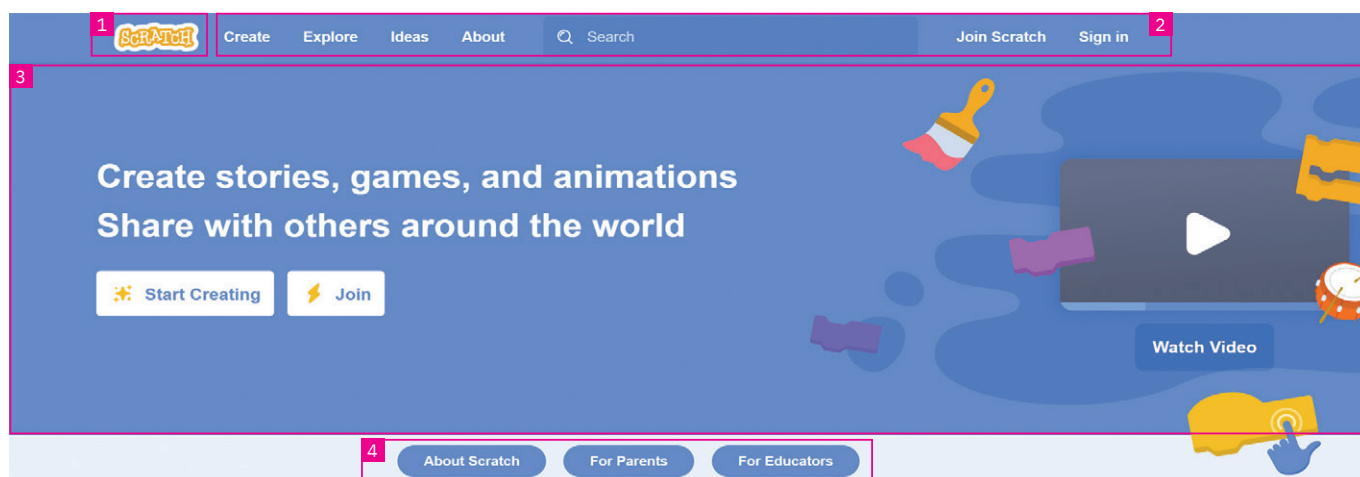 1
SCRATCH Create Explore Ideas About Search Join Scratch Sign in
2
3
Create stories, games, and animations
Share with others around the world
Start Creating Join
Watch Video
4
About Scratch For Parents For Educators